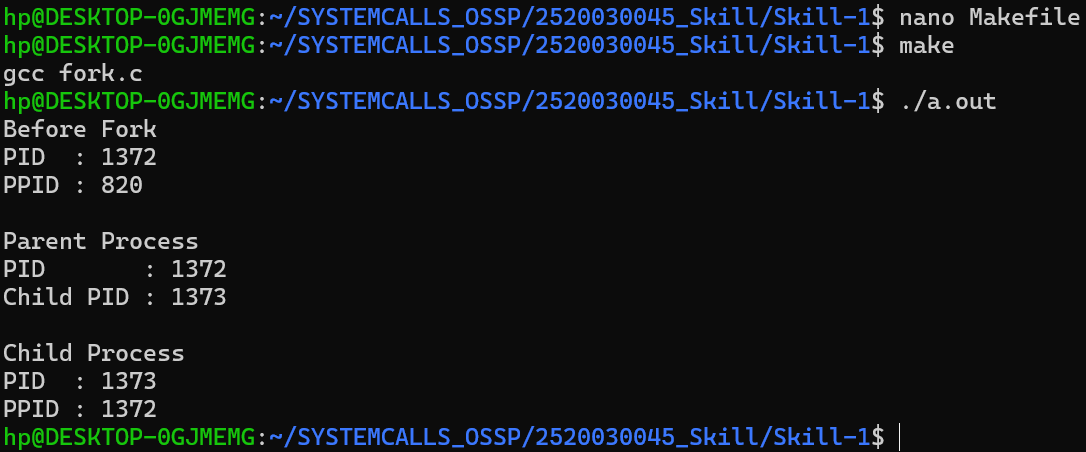 hp@DESKTOP-0GJMEMG:~/SYSTEMCALLS_OSSP/2520030045_Skill/Skill-1$ nano Makefile
hp@DESKTOP-0GJMEMG:~/SYSTEMCALLS_OSSP/2520030045_Skill/Skill-1$ make
gcc fork.c
hp@DESKTOP-0GJMEMG:~/SYSTEMCALLS_OSSP/2520030045_Skill/Skill-1$ ./a.out
Before Fork
PID  : 1372
PPID : 820

Parent Process
PID       : 1372
Child PID : 1373

Child Process
PID  : 1373
PPID : 1372
hp@DESKTOP-0GJMEMG:~/SYSTEMCALLS_OSSP/2520030045_Skill/Skill-1$